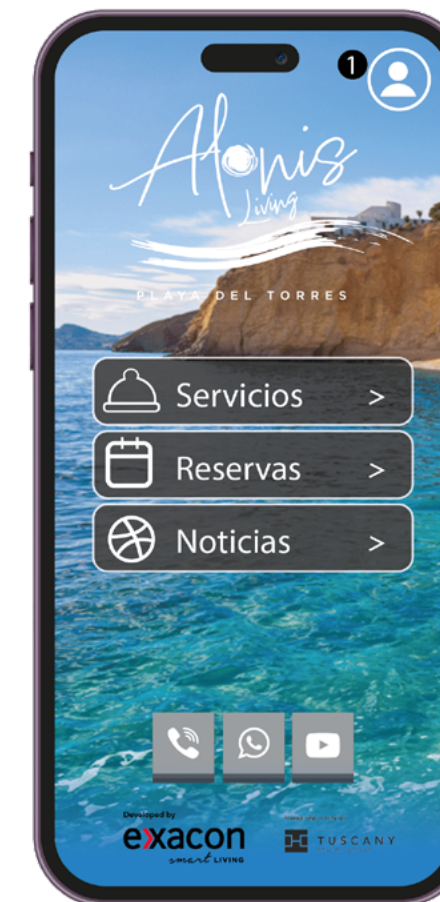 1
Alonis
Living
PLAYA DEL TORRES
Servicios >
Reservas >
Noticias >
Developed by
exacon
smart LIVING
TUSCANY